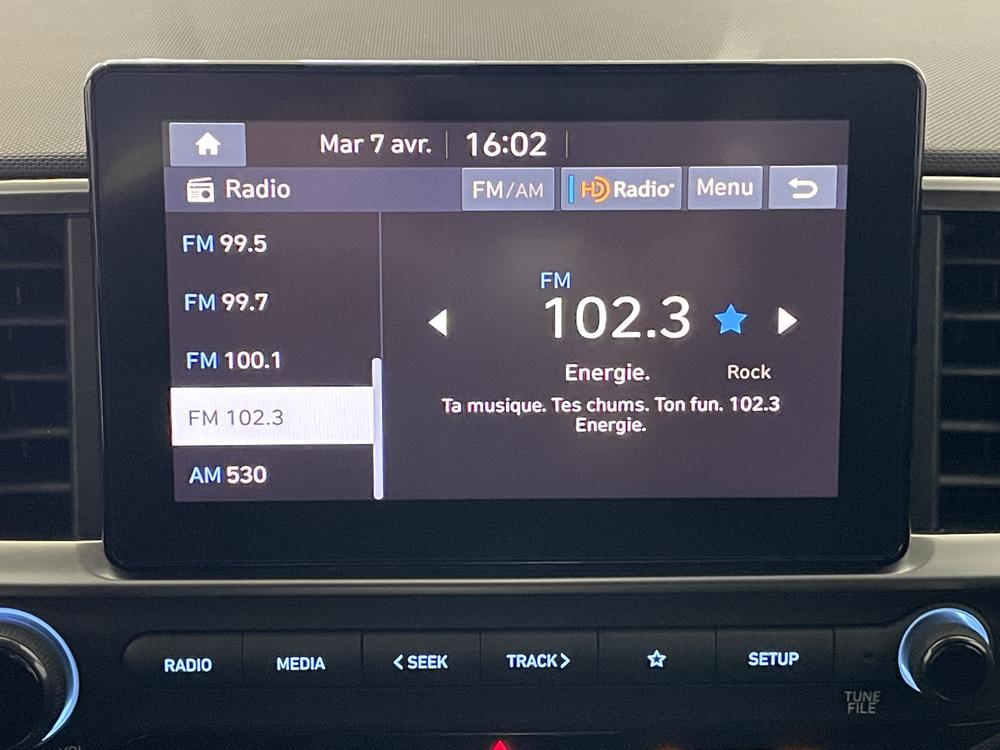 Mar 7 avr. 16:02
Radio FM/AM HD Radio Menu
FM 99.5
FM 99.7
FM 100.1
FM 102.3
AM 530
FM
102.3
Energie. Rock
Ta musique. Tes chums. Ton fun. 102.3
Energie.
RADIO MEDIA < SEEK TRACK > SETUP
TUNE
FILE